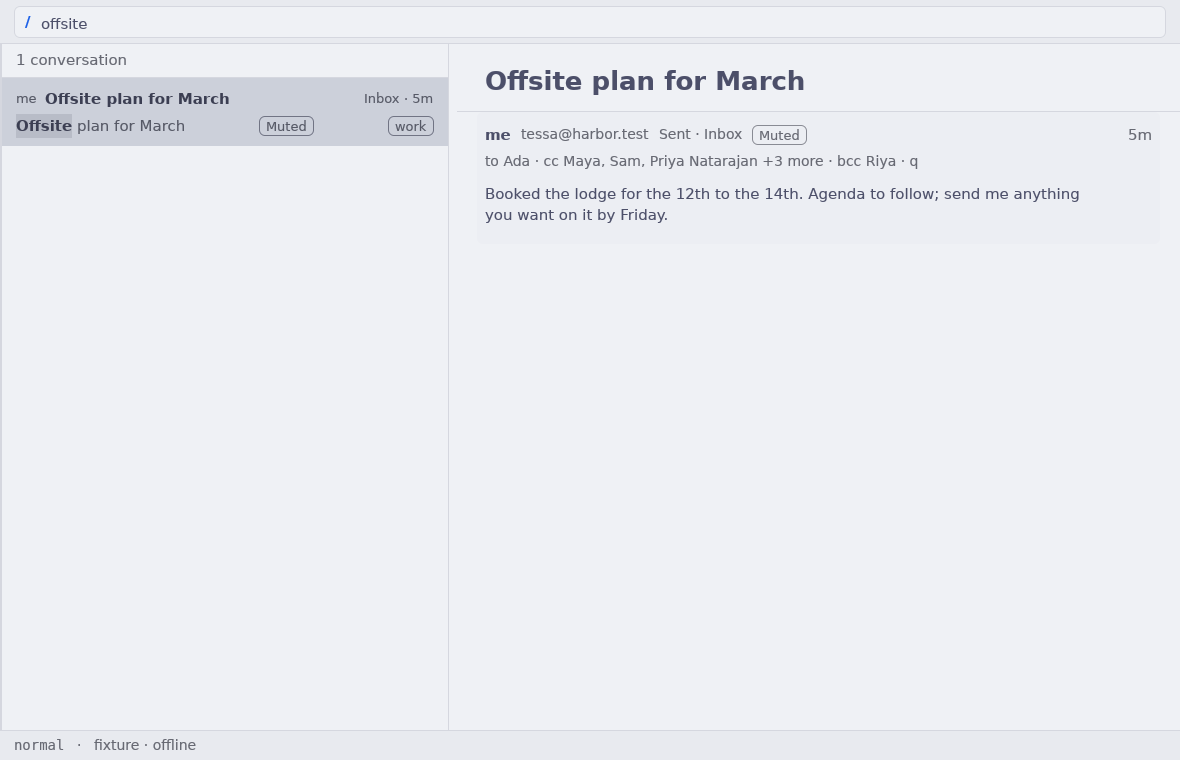 / offsite
1 conversation
me Offsite plan for March Inbox · 5m
Offsite plan for March Muted work
Offsite plan for March
me tessa@harbor.test Sent · Inbox Muted 5m
to Ada · cc Maya, Sam, Priya Natarajan +3 more · bcc Riya · q
Booked the lodge for the 12th to the 14th. Agenda to follow; send me anything
you want on it by Friday.
normal · fixture · offline